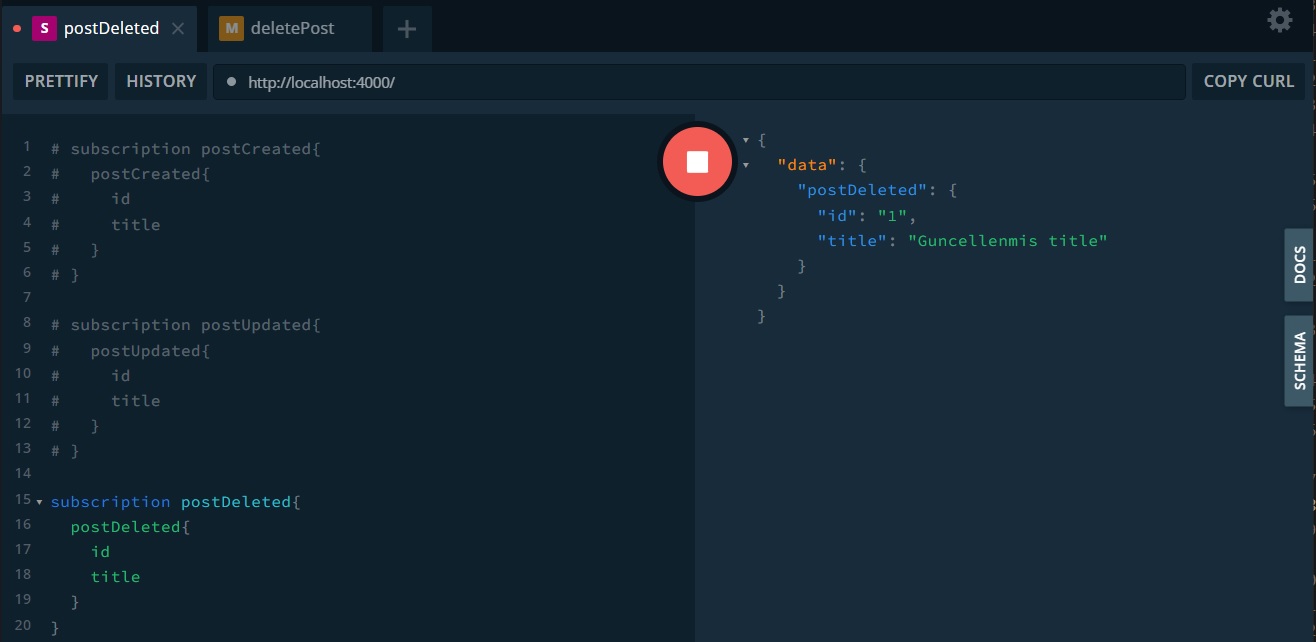 S postDeleted
M deletePost
PRETTIFY HISTORY http://localhost:4000/ COPY CURL
1 # subscription postCreated{
2 #   postCreated{
3 #     id
4 #     title
5 #   }
6 # }
7
8 # subscription postUpdated{
9 #   postUpdated{
10 #     id
11 #     title
12 #   }
13 # }
14
15 subscription postDeleted{
16   postDeleted{
17     id
18     title
19   }
20 }
{
  "data": {
    "postDeleted": {
      "id": "1",
      "title": "Guncellenmis title"
    }
  }
}
DOCS
SCHEMA